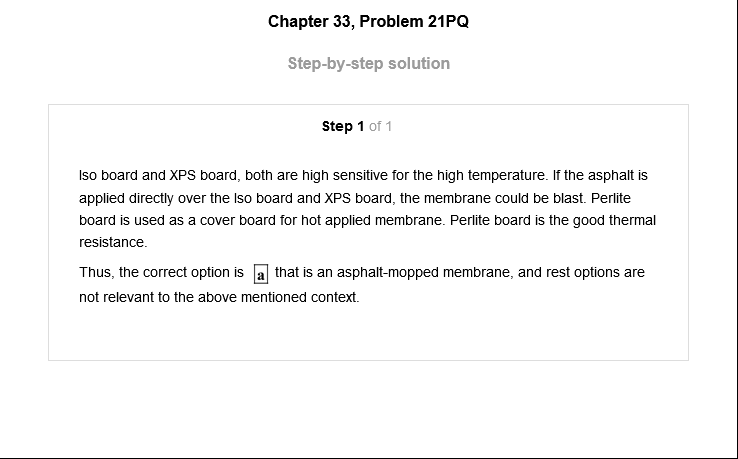 Chapter 33, Problem 21PQ
Step-by-step solution
Step 1 of 1
Iso board and XPS board, both are high sensitive for the high temperature. If the asphalt is
applied directly over the Iso board and XPS board, the membrane could be blast. Perlite
board is used as a cover board for hot applied membrane. Perlite board is the good thermal
resistance.
Thus, the correct option is a that is an asphalt-mopped membrane, and rest options are
not relevant to the above mentioned context.